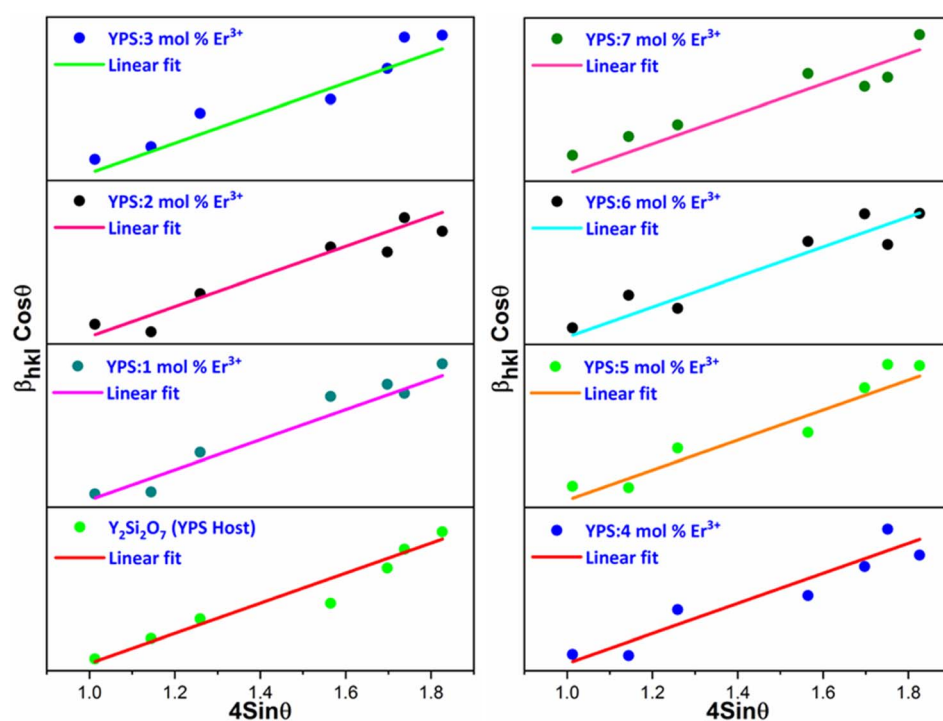 YPS:3 mol % Er³⁺
Linear fit
YPS:2 mol % Er³⁺
Linear fit
YPS:1 mol % Er³⁺
Linear fit
Y₂Si₂O₇ (YPS Host)
Linear fit
βhkl Cosθ
1.0 1.2 1.4 1.6 1.8
4Sinθ
YPS:7 mol % Er³⁺
Linear fit
YPS:6 mol % Er³⁺
Linear fit
YPS:5 mol % Er³⁺
Linear fit
YPS:4 mol % Er³⁺
Linear fit
βhkl Cosθ
1.0 1.2 1.4 1.6 1.8
4Sinθ